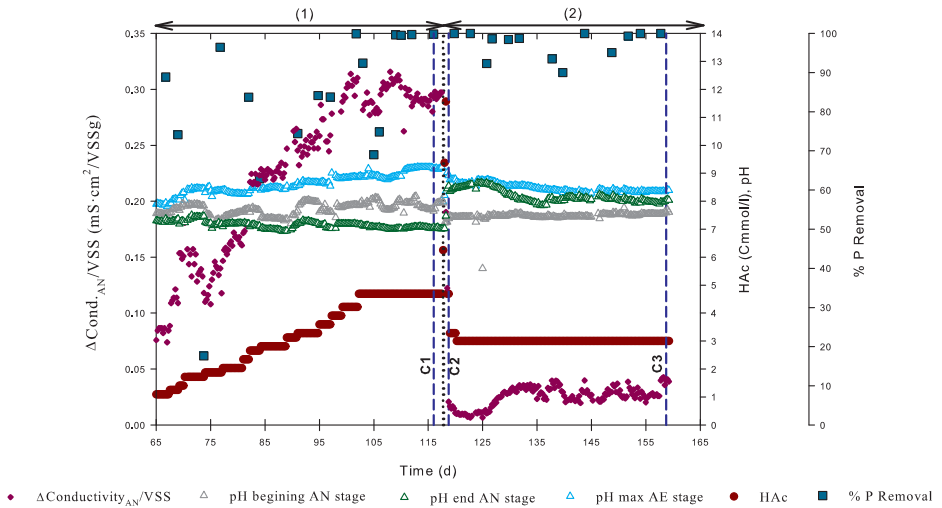 (1) (2)
0.35 14 100
13
0.30 12 90
11 80
0.25 10 70
9
0.20 8 60
7 50
0.15 6 40
5
0.10 4 30
3 20
0.05 2 10
1
0.00 0 0
ΔCond.AN/VSS (mS·cm²/VSSg)
HAc (Cmmol/l), pH
% P Removal
C1 C2 C3
65 75 85 95 105 115 125 135 145 155 165
Time (d)
ΔConductivityAN/VSS pH begining AN stage pH end AN stage pH max AE stage HAc % P Removal